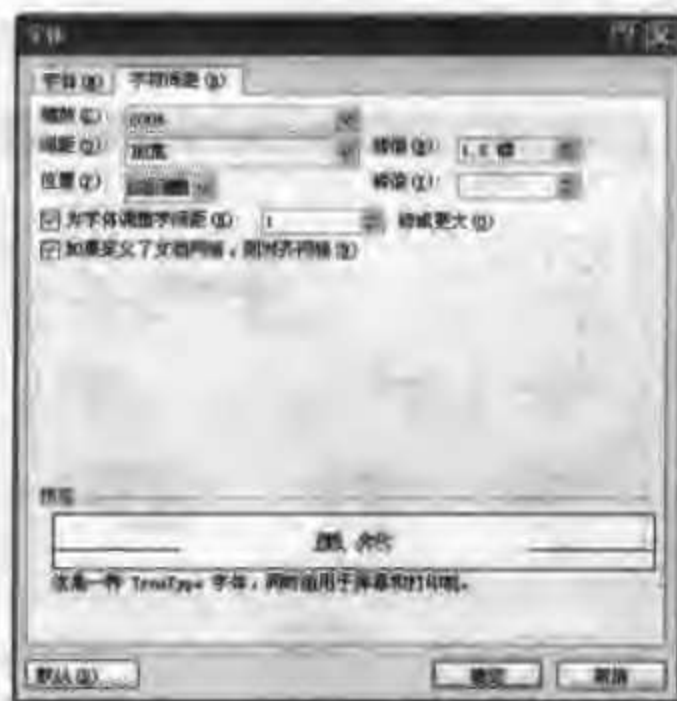 字体
字体(N) 字符间距(R)
缩放(C): 200%
间距(S): 加宽 磅值(B): 1.5 磅
位置(P): 磅值(Y):
为字体调整字间距(K): 1 磅或更大(O)
如果定义了文档网格,则对齐网格(W)
预览
这是一种 TrueType 字体,同时适用于屏幕和打印机。
默认(D)... 确定 取消